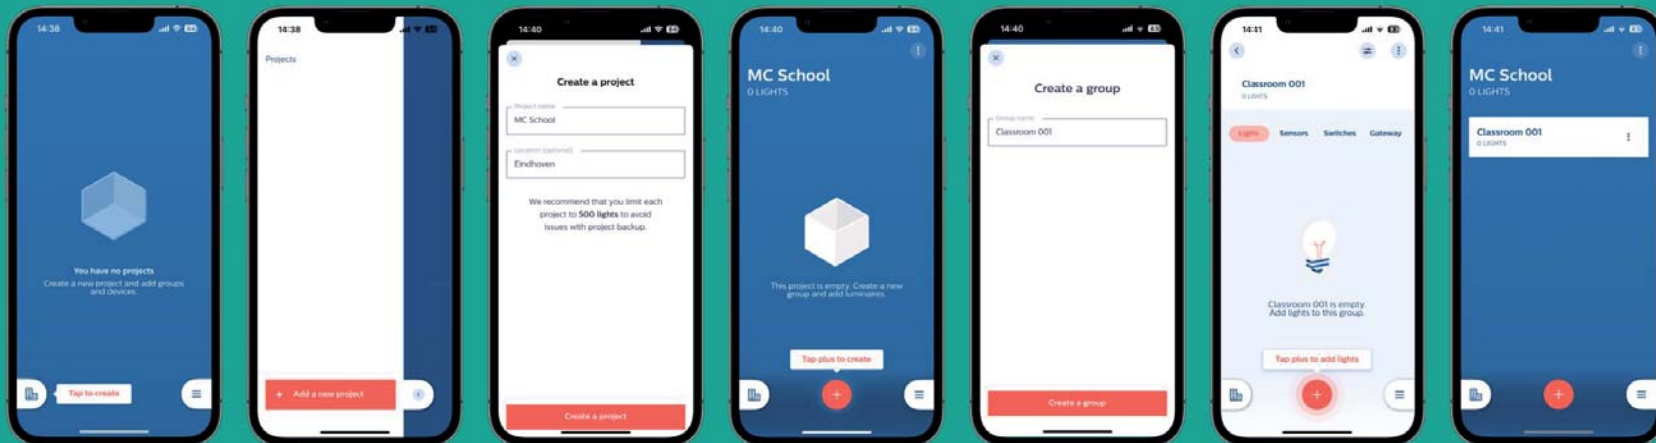 14:38
84
You have no projects
Create a new project and add groups
and devices.
Tap to create
14:38
Projects
+ Add a new project
14:40
84
Create a project
Project name
MC School
Location (optional)
Eindhoven
We recommend that you limit each
project to 500 lights to avoid
issues with project backup.
Create a project
14:40
MC School
0 LIGHTS
This project is empty. Create a new
group and add luminaires.
Tap plus to create
14:40
Create a group
Group name
Classroom 001
Create a group
14:41
Classroom 001
0 LIGHTS
Lights Sensors Switches Gateway
Classroom 001 is empty.
Add lights to this group.
Tap plus to add lights
14:41
MC School
0 LIGHTS
Classroom 001
0 LIGHTS